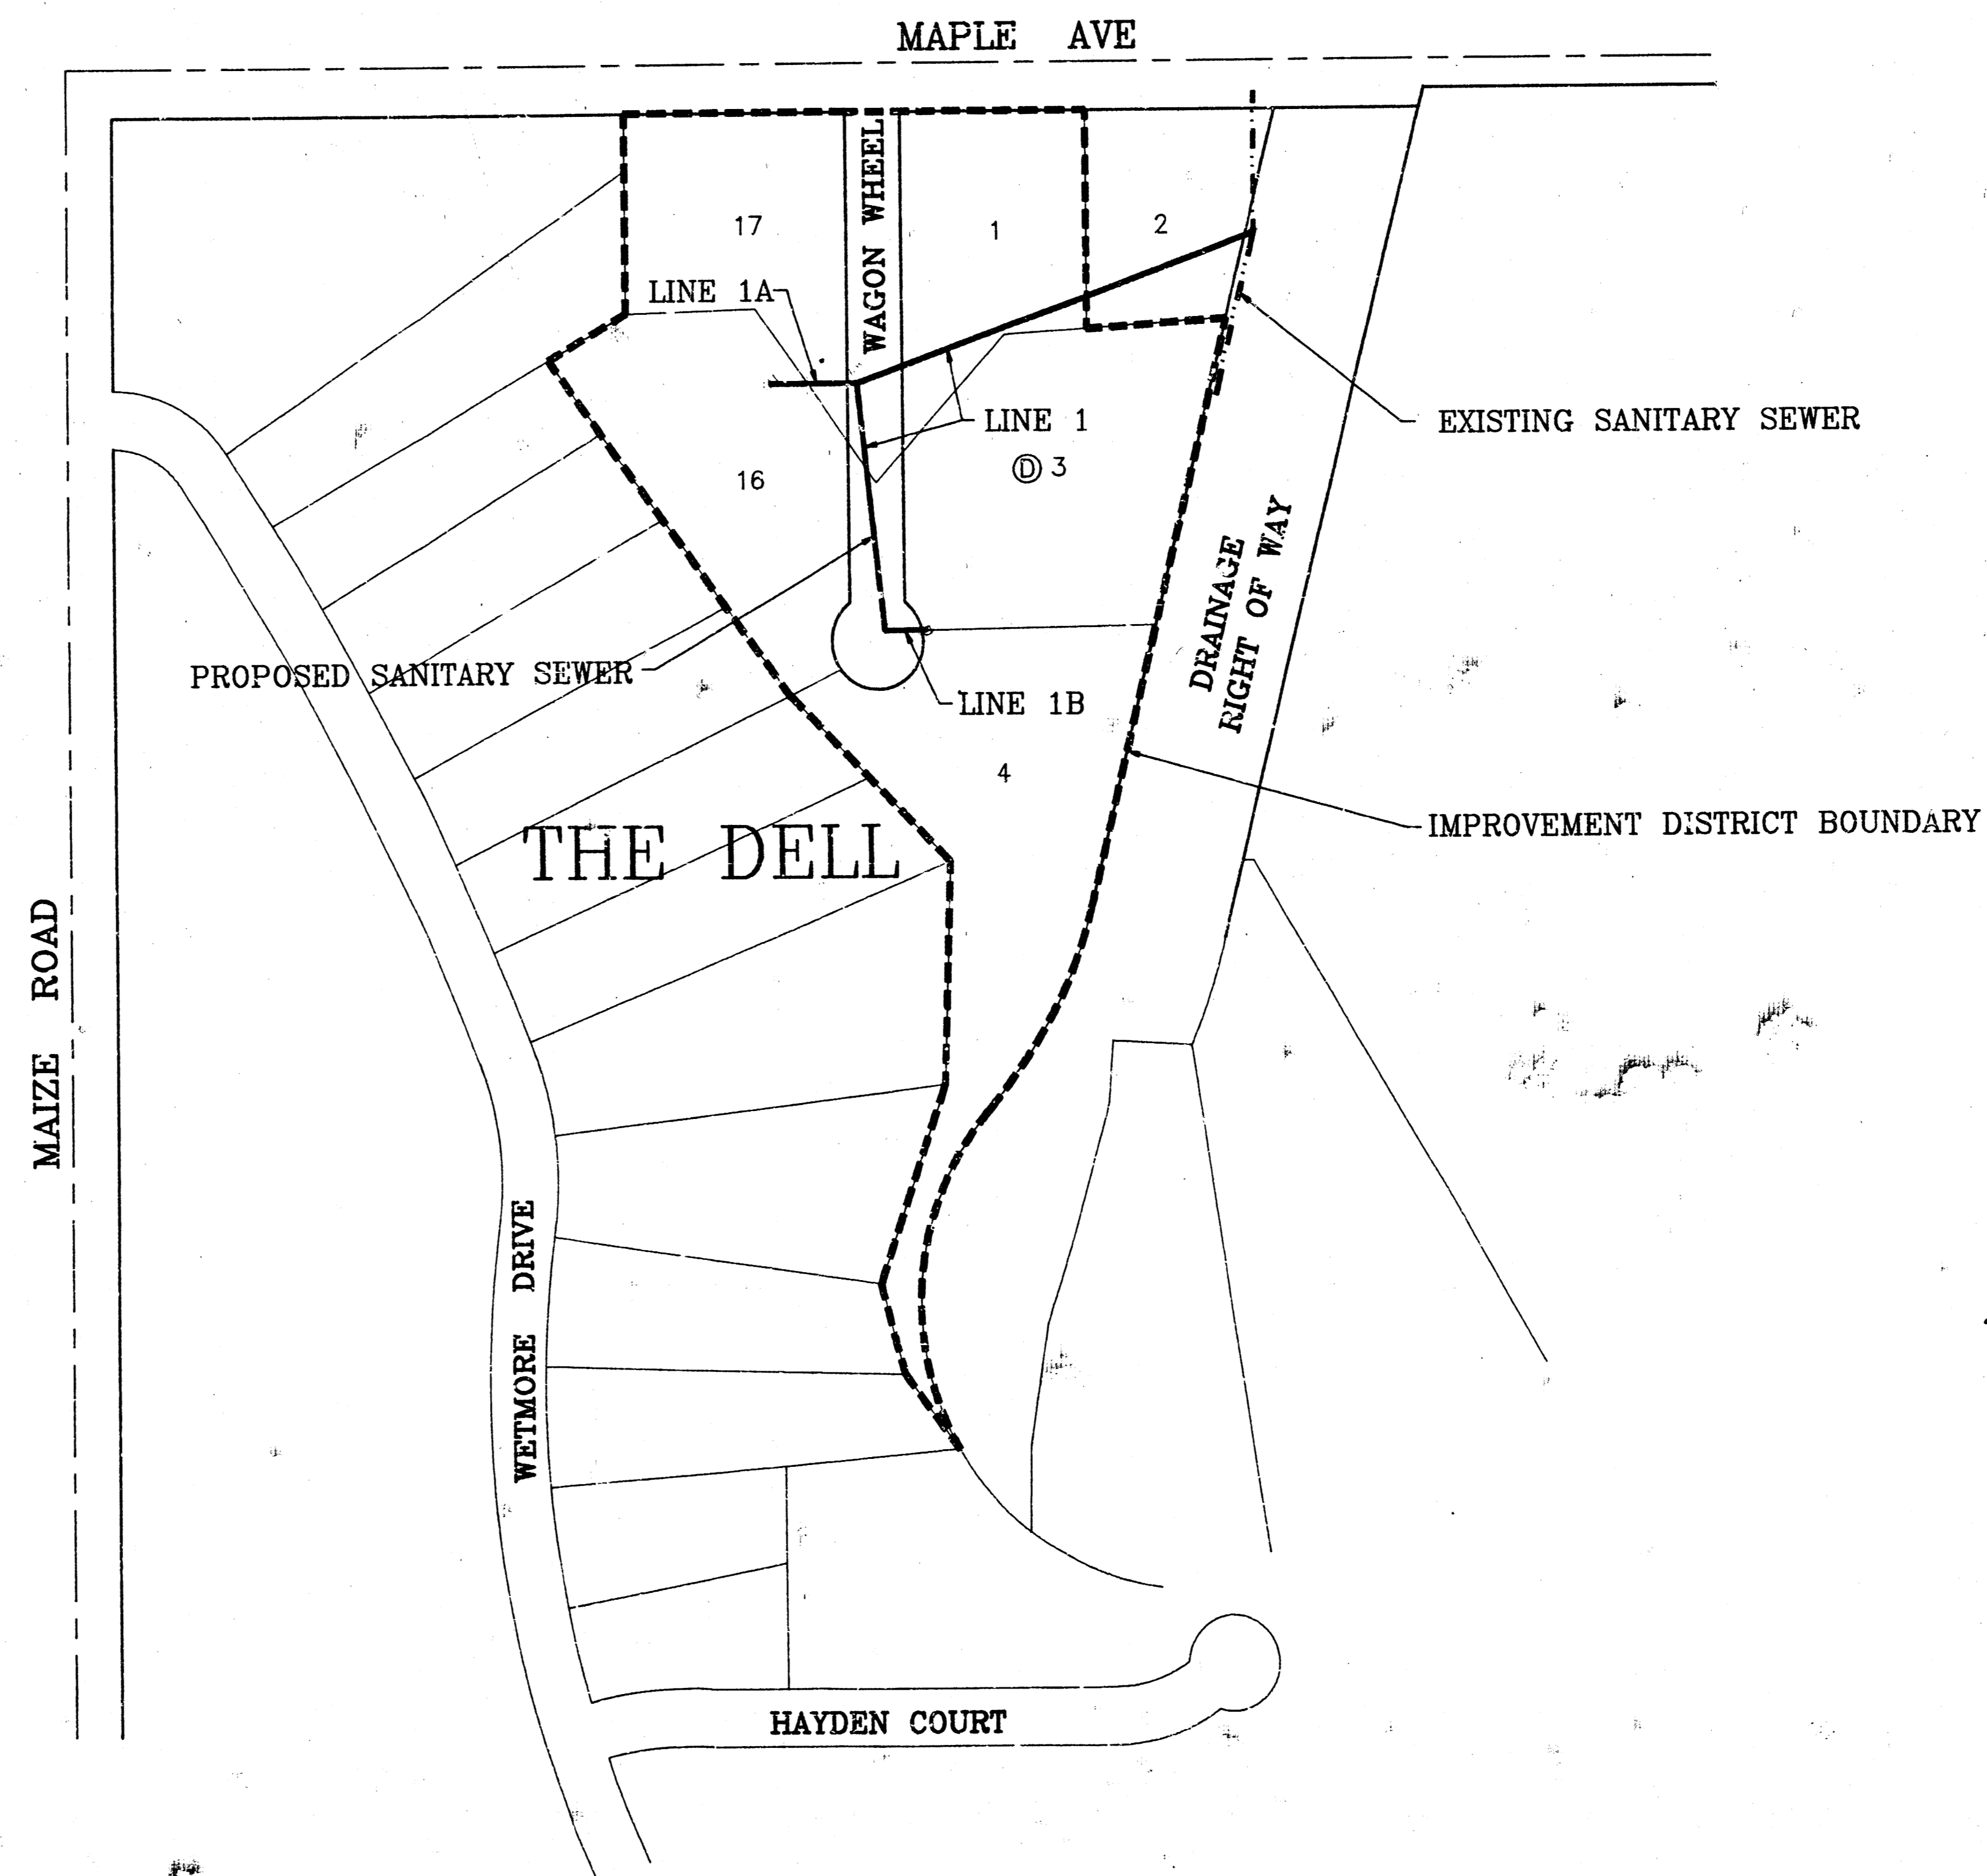 MAPLE AVE
WAGON WHEEL
17
1
2
LINE 1A
LINE 1
EXISTING SANITARY SEWER
D 3
16
DRAINAGE
RIGHT OF WAY
PROPOSED SANITARY SEWER
LINE 1B
4
IMPROVEMENT DISTRICT BOUNDARY
THE DELL
MAIZE ROAD
WETMORE DRIVE
HAYDEN COURT